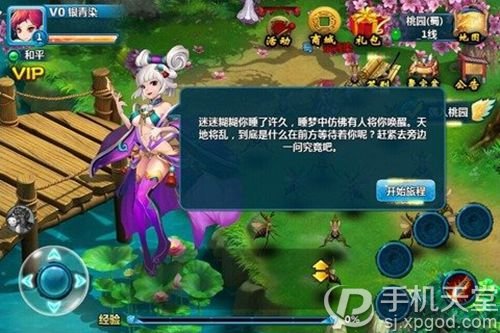 V0 银青染
1
和平
VIP
活动
商城
礼包
桃园(蜀)
1线
地图
公告
人桃园
迷迷糊糊你睡了许久，睡梦中仿佛有人将你唤醒。天
地将乱，到底是什么在前方等待着你呢？赶紧去旁边
一问究竟吧。
开始旅程
经验
0%
手机天堂
sj.xpgod.com